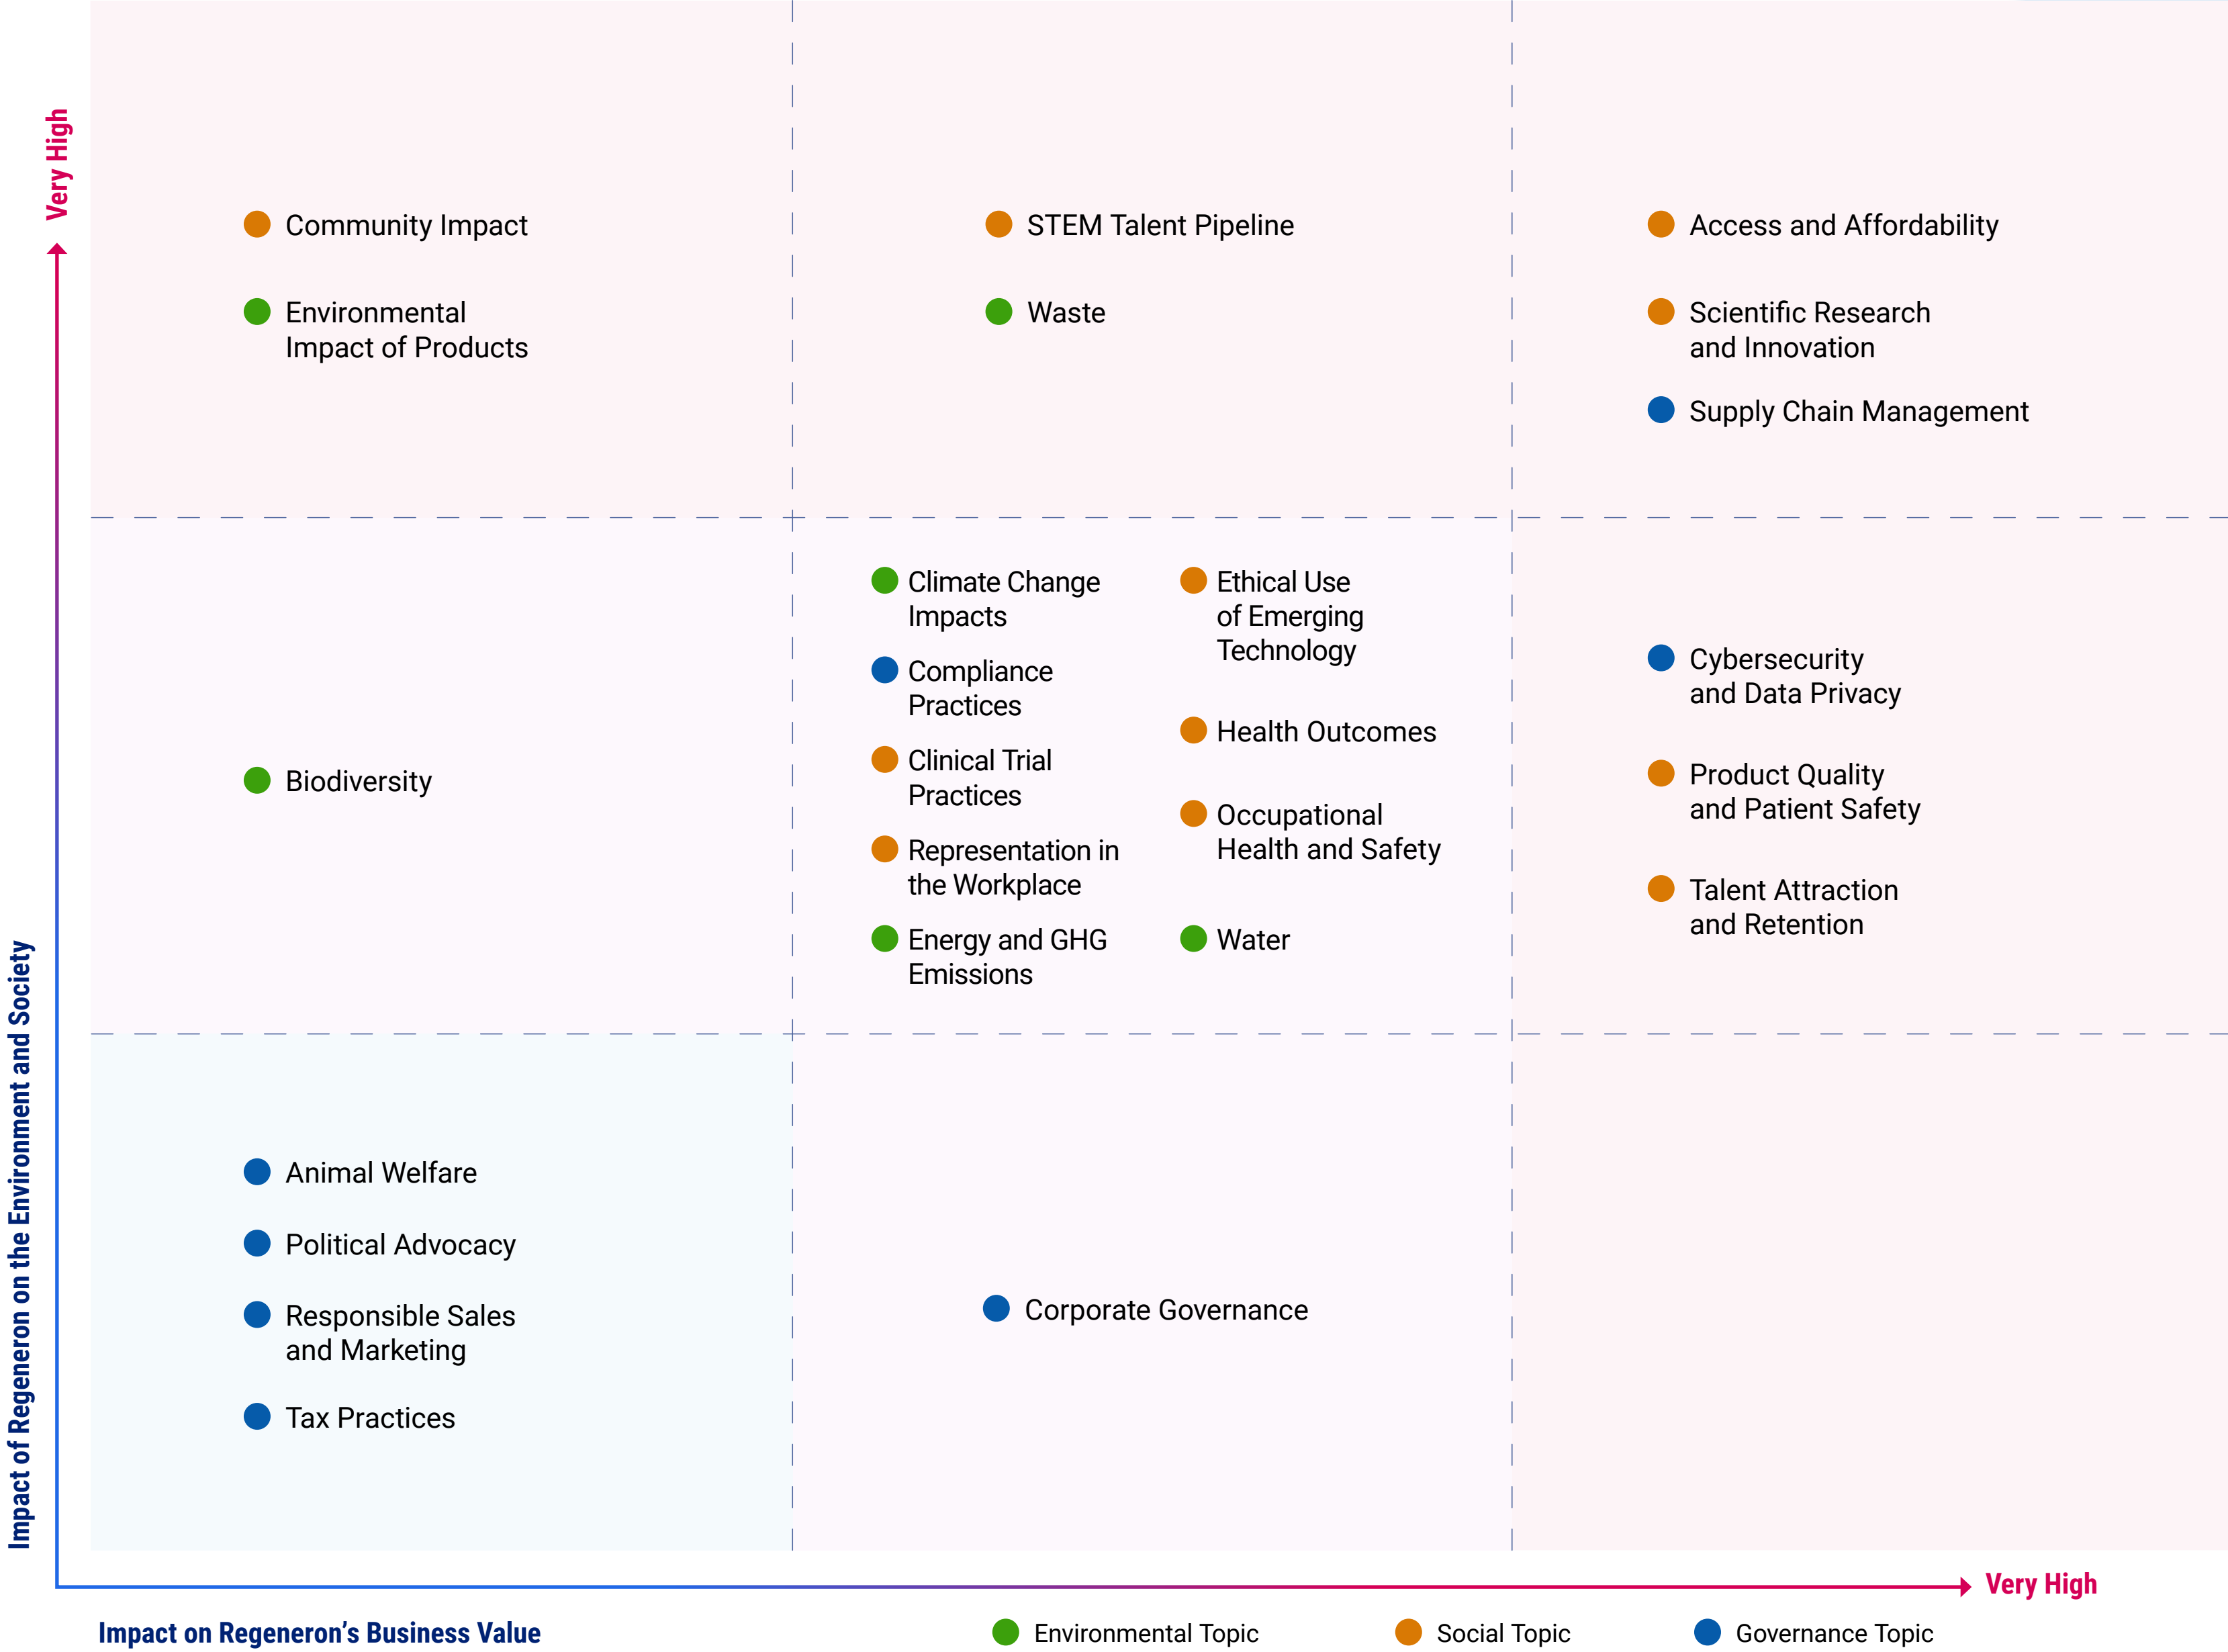 Very High
Impact of Regeneron on the Environment and Society
Community Impact
Environmental
Impact of Products
STEM Talent Pipeline
Waste
Access and Affordability
Scientific Research
and Innovation
Supply Chain Management
Biodiversity
Climate Change
Impacts
Compliance
Practices
Clinical Trial
Practices
Representation in
the Workplace
Energy and GHG
Emissions
Ethical Use
of Emerging
Technology
Health Outcomes
Occupational
Health and Safety
Water
Cybersecurity
and Data Privacy
Product Quality
and Patient Safety
Talent Attraction
and Retention
Animal Welfare
Political Advocacy
Responsible Sales
and Marketing
Tax Practices
Corporate Governance
Very High
Impact on Regeneron’s Business Value
Environmental Topic
Social Topic
Governance Topic